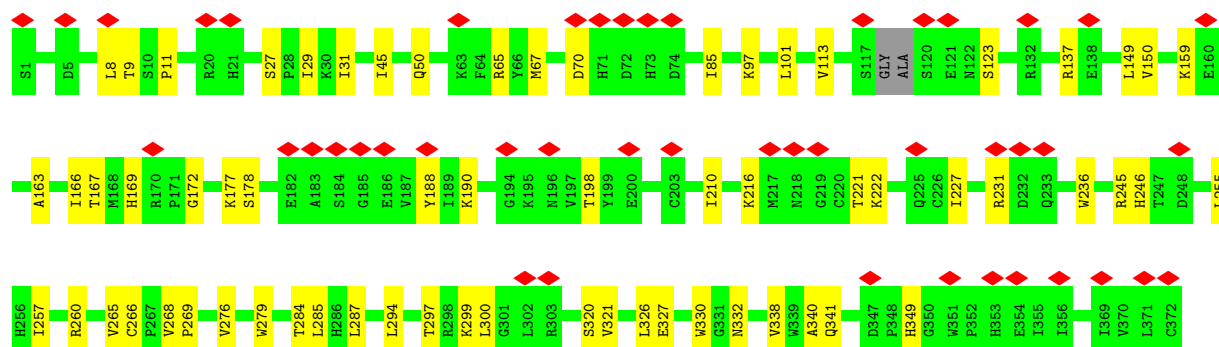 S1 D5 L8 T9 S10 P11 R20 H21 S27 P28 I29 K30 I31 I45 Q50 K63 F64 R65 Y66 M67 D70 H71 D72 H73 D74 I85 K97 L101 V113 S117 GLY ALA S120 E121 N122 S123 R132 R137 E138 L149 V150 K159 E160
A163 I166 T167 M168 H169 R170 P171 G172 K177 S178 E182 A183 S184 G185 E186 V187 Y188 I189 K190 G194 K195 N196 V197 T198 Y199 E200 C203 I210 K216 M217 N218 G219 C220 T221 K222 Q225 C226 I227 R231 D232 Q233 W236 R245 H246 T247 D248
H256 I257 R260 V265 C266 P267 V268 P269 V276 W279 T284 L285 H286 L287 L294 T297 R298 K299 L300 G301 L302 R303 S320 V321 L326 E327 W330 G331 N332 V338 W339 A340 Q341 D347 P348 H349 G350 W351 P352 H353 E354 I355 I356 I369 V370 L371 C372